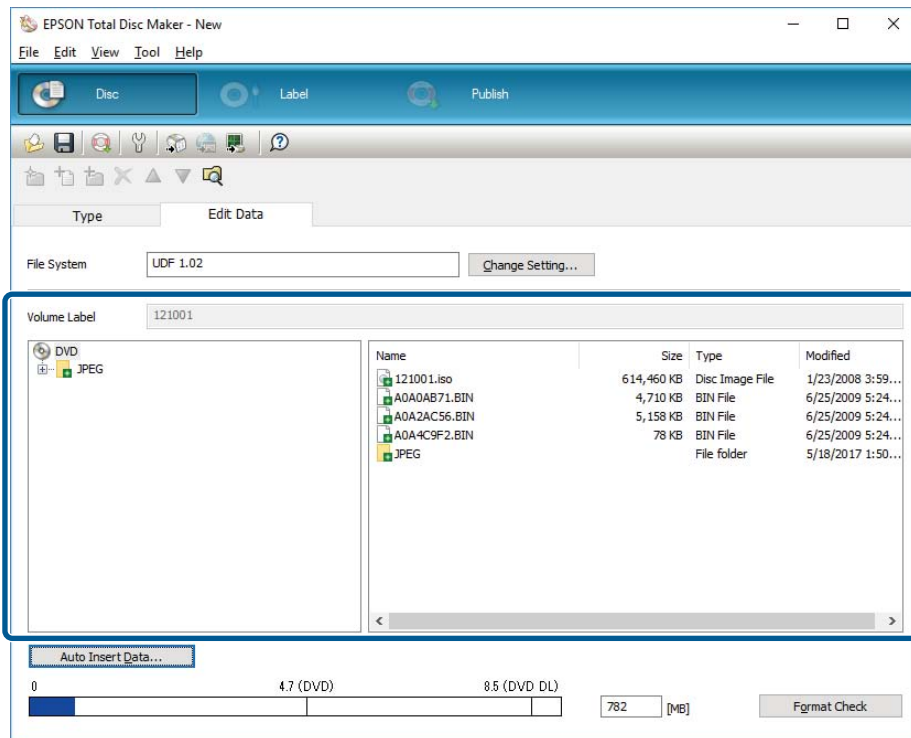 EPSON Total Disc Maker - New
File Edit View Tool Help
Disc Label Publish
Type Edit Data
File System UDF 1.02 Change Setting...
Volume Label 121001
DVD
JPEG
Name Size Type Modified
121001.iso 614,460 KB Disc Image File 1/23/2008 3:59...
A0A0AB71.BIN 4,710 KB BIN File 6/25/2009 5:24...
A0A2AC56.BIN 5,158 KB BIN File 6/25/2009 5:24...
A0A4C9F2.BIN 78 KB BIN File 6/25/2009 5:24...
JPEG File folder 5/18/2017 1:50...
Auto Insert Data...
0 4.7 (DVD) 8.5 (DVD DL)
782 [MB] Format Check